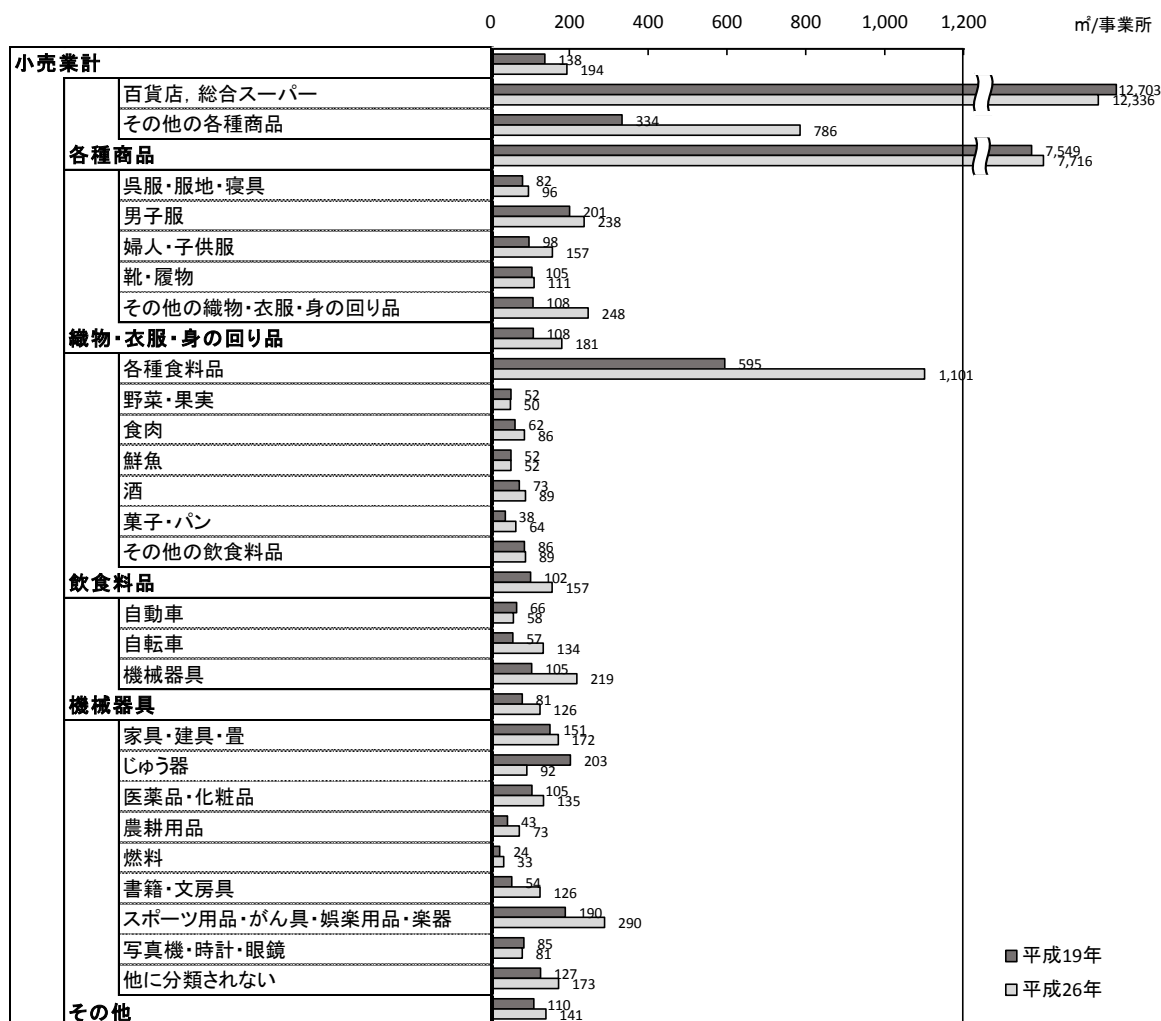 0 200 400 600 800 1,000 1,200 ㎡/事業所
小売業計 138
194
百貨店，総合スーパー 12,703
12,336
その他の各種商品 334
786
各種商品 7,549
7,716
呉服・服地・寝具 82
96
男子服 201
238
婦人・子供服 98
157
靴・履物 105
111
その他の織物・衣服・身の回り品 108
248
織物・衣服・身の回り品 108
181
各種食料品 595
1,101
野菜・果実 52
50
食肉 62
86
鮮魚 52
52
酒 73
89
菓子・パン 38
64
その他の飲食料品 86
89
飲食料品 102
157
自動車 66
58
自転車 57
134
機械器具 105
219
機械器具 81
126
家具・建具・畳 151
172
じゅう器 203
92
医薬品・化粧品 105
135
農耕用品 43
73
燃料 24
33
書籍・文房具 54
126
スポーツ用品・がん具・娯楽用品・楽器 190
290
写真機・時計・眼鏡 85
81
他に分類されない 127
173
その他 110
141
平成19年
平成26年